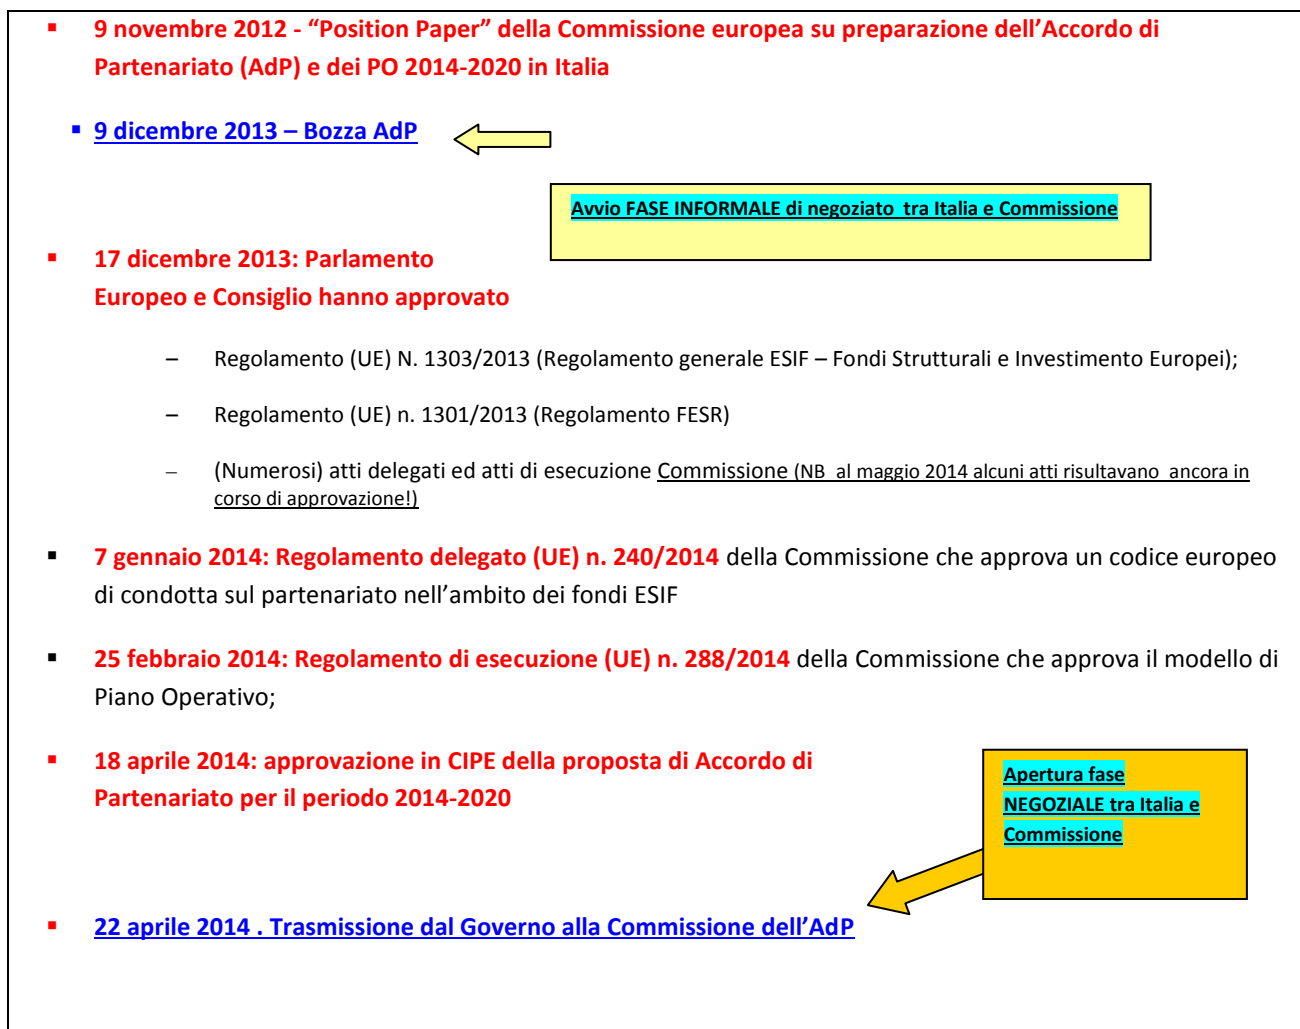 ▪ 9 novembre 2012 - “Position Paper” della Commissione europea su preparazione dell’Accordo di
Partenariato (AdP) e dei PO 2014-2020 in Italia
▪ 9 dicembre 2013 – Bozza AdP
Avvio FASE INFORMALE di negoziato tra Italia e Commissione
▪ 17 dicembre 2013: Parlamento
Europeo e Consiglio hanno approvato
– Regolamento (UE) N. 1303/2013 (Regolamento generale ESIF – Fondi Strutturali e Investimento Europei);
– Regolamento (UE) n. 1301/2013 (Regolamento FESR)
– (Numerosi) atti delegati ed atti di esecuzione Commissione (NB al maggio 2014 alcuni atti risultavano ancora in
corso di approvazione!)
▪ 7 gennaio 2014: Regolamento delegato (UE) n. 240/2014 della Commissione che approva un codice europeo
di condotta sul partenariato nell’ambito dei fondi ESIF
▪ 25 febbraio 2014: Regolamento di esecuzione (UE) n. 288/2014 della Commissione che approva il modello di
Piano Operativo;
▪ 18 aprile 2014: approvazione in CIPE della proposta di Accordo di
Partenariato per il periodo 2014-2020
Apertura fase
NEGOZIALE tra Italia e
Commissione
▪ 22 aprile 2014 . Trasmissione dal Governo alla Commissione dell’AdP